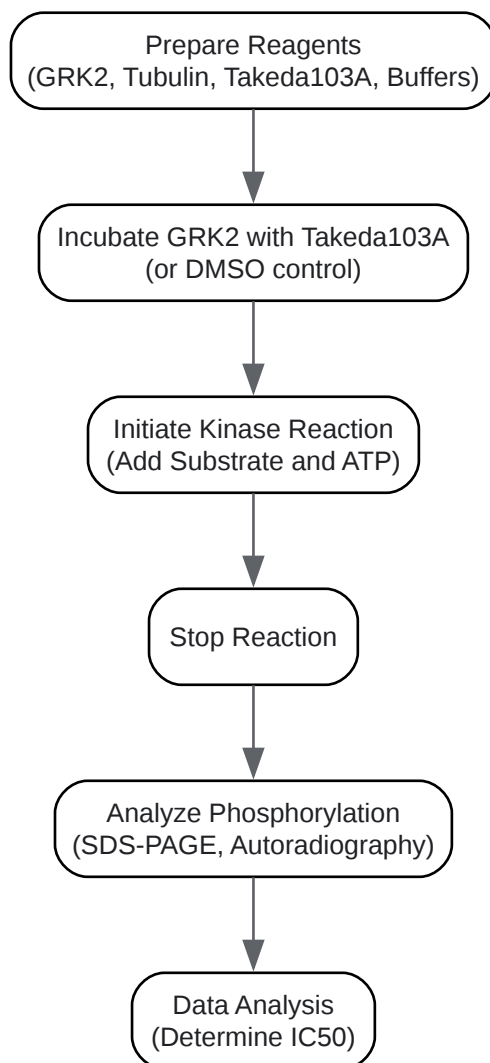 Prepare Reagents
(GRK2, Tubulin, Takeda103A, Buffers)
Incubate GRK2 with Takeda103A
(or DMSO control)
Initiate Kinase Reaction
(Add Substrate and ATP)
Stop Reaction
Analyze Phosphorylation
(SDS-PAGE, Autoradiography)
Data Analysis
(Determine IC50)